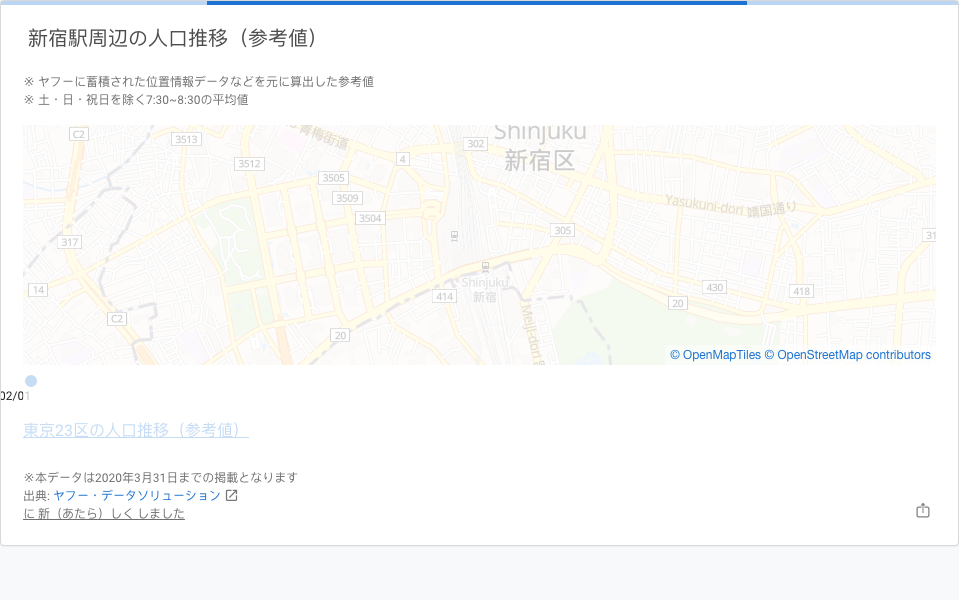 新宿駅周辺の人口推移（参考値）
※ ヤフーに蓄積された位置情報データなどを元に算出した参考値
※ 土・日・祝日を除く7:30~8:30の平均値
C2
3513
青梅街道
302
Shinjuku
新宿区
3512
4
3505
3509
3504
Yasukuni-dori 靖国通り
317
305
31
14
Shinjuku
新宿
414
430
418
20
C2
20
Meiji-dori
© OpenMapTiles © OpenStreetMap contributors
02/01
東京23区の人口推移（参考値）
※本データは2020年3月31日までの掲載となります
出典: ヤフー・データソリューション
に 新（あたら）しく しました